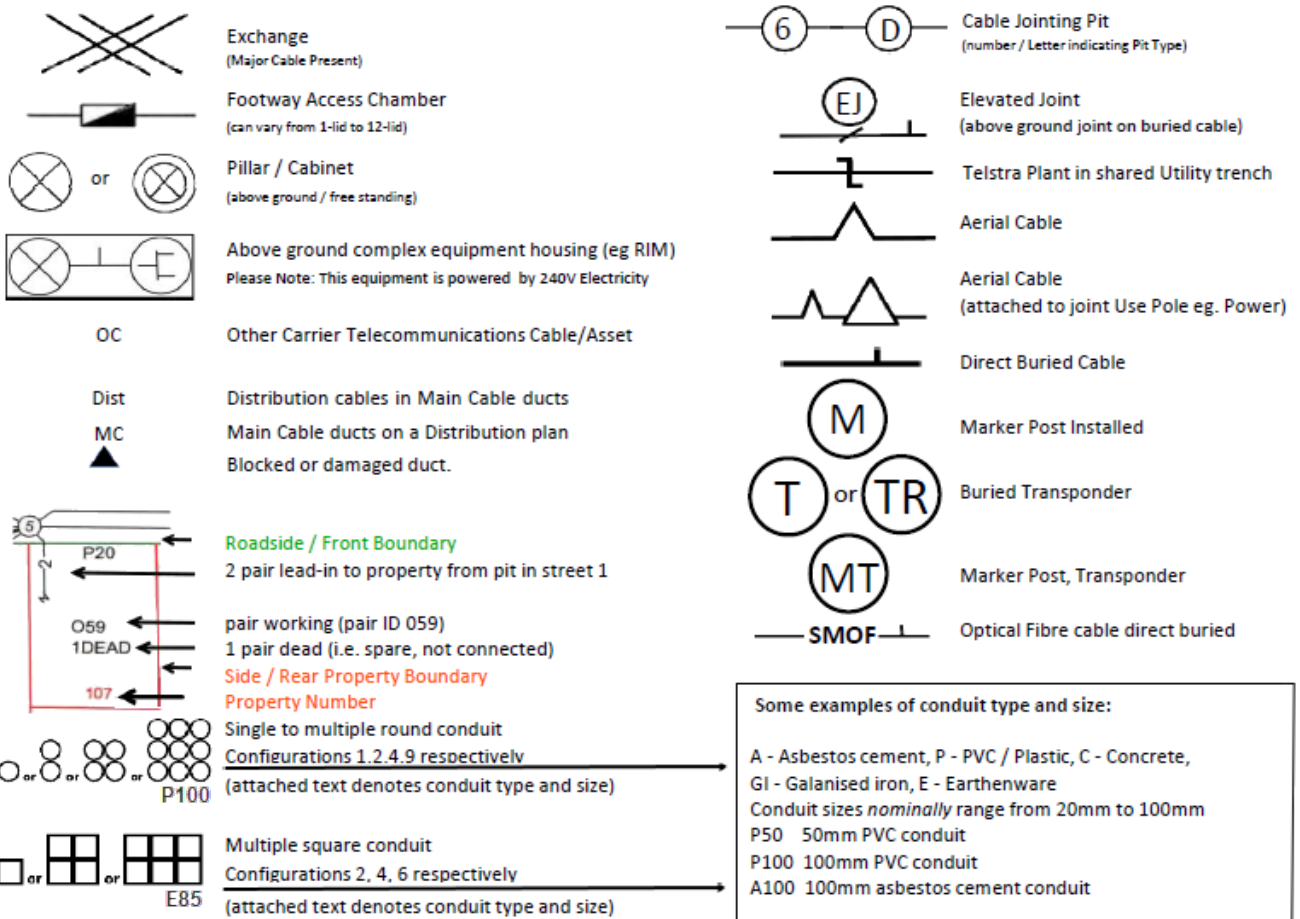 Exchange
(Major Cable Present)
Footway Access Chamber
(can vary from 1-lid to 12-lid)
or
Pillar / Cabinet
(above ground / free standing)
Above ground complex equipment housing (eg RIM)
Please Note: This equipment is powered by 240V Electricity
OC
Other Carrier Telecommunications Cable/Asset
Dist
Distribution cables in Main Cable ducts
MC
Main Cable ducts on a Distribution plan
Blocked or damaged duct.
5
P20
2
O59
1DEAD
107
Roadside / Front Boundary
2 pair lead-in to property from pit in street 1
pair working (pair ID 059)
1 pair dead (i.e. spare, not connected)
Side / Rear Property Boundary
Property Number
or or or
P100
Single to multiple round conduit
Configurations 1.2.4.9 respectively
(attached text denotes conduit type and size)
or or
E85
Multiple square conduit
Configurations 2, 4, 6 respectively
(attached text denotes conduit type and size)
6 D
Cable Jointing Pit
(number / Letter indicating Pit Type)
EJ
Elevated Joint
(above ground joint on buried cable)
Telstra Plant in shared Utility trench
Aerial Cable
Aerial Cable
(attached to joint Use Pole eg. Power)
Direct Buried Cable
M
Marker Post Installed
T or TR
Buried Transponder
MT
Marker Post, Transponder
SMOF
Optical Fibre cable direct buried
Some examples of conduit type and size:
A - Asbestos cement, P - PVC / Plastic, C - Concrete,
GI - Galanised iron, E - Earthenware
Conduit sizes nominally range from 20mm to 100mm
P50 50mm PVC conduit
P100 100mm PVC conduit
A100 100mm asbestos cement conduit